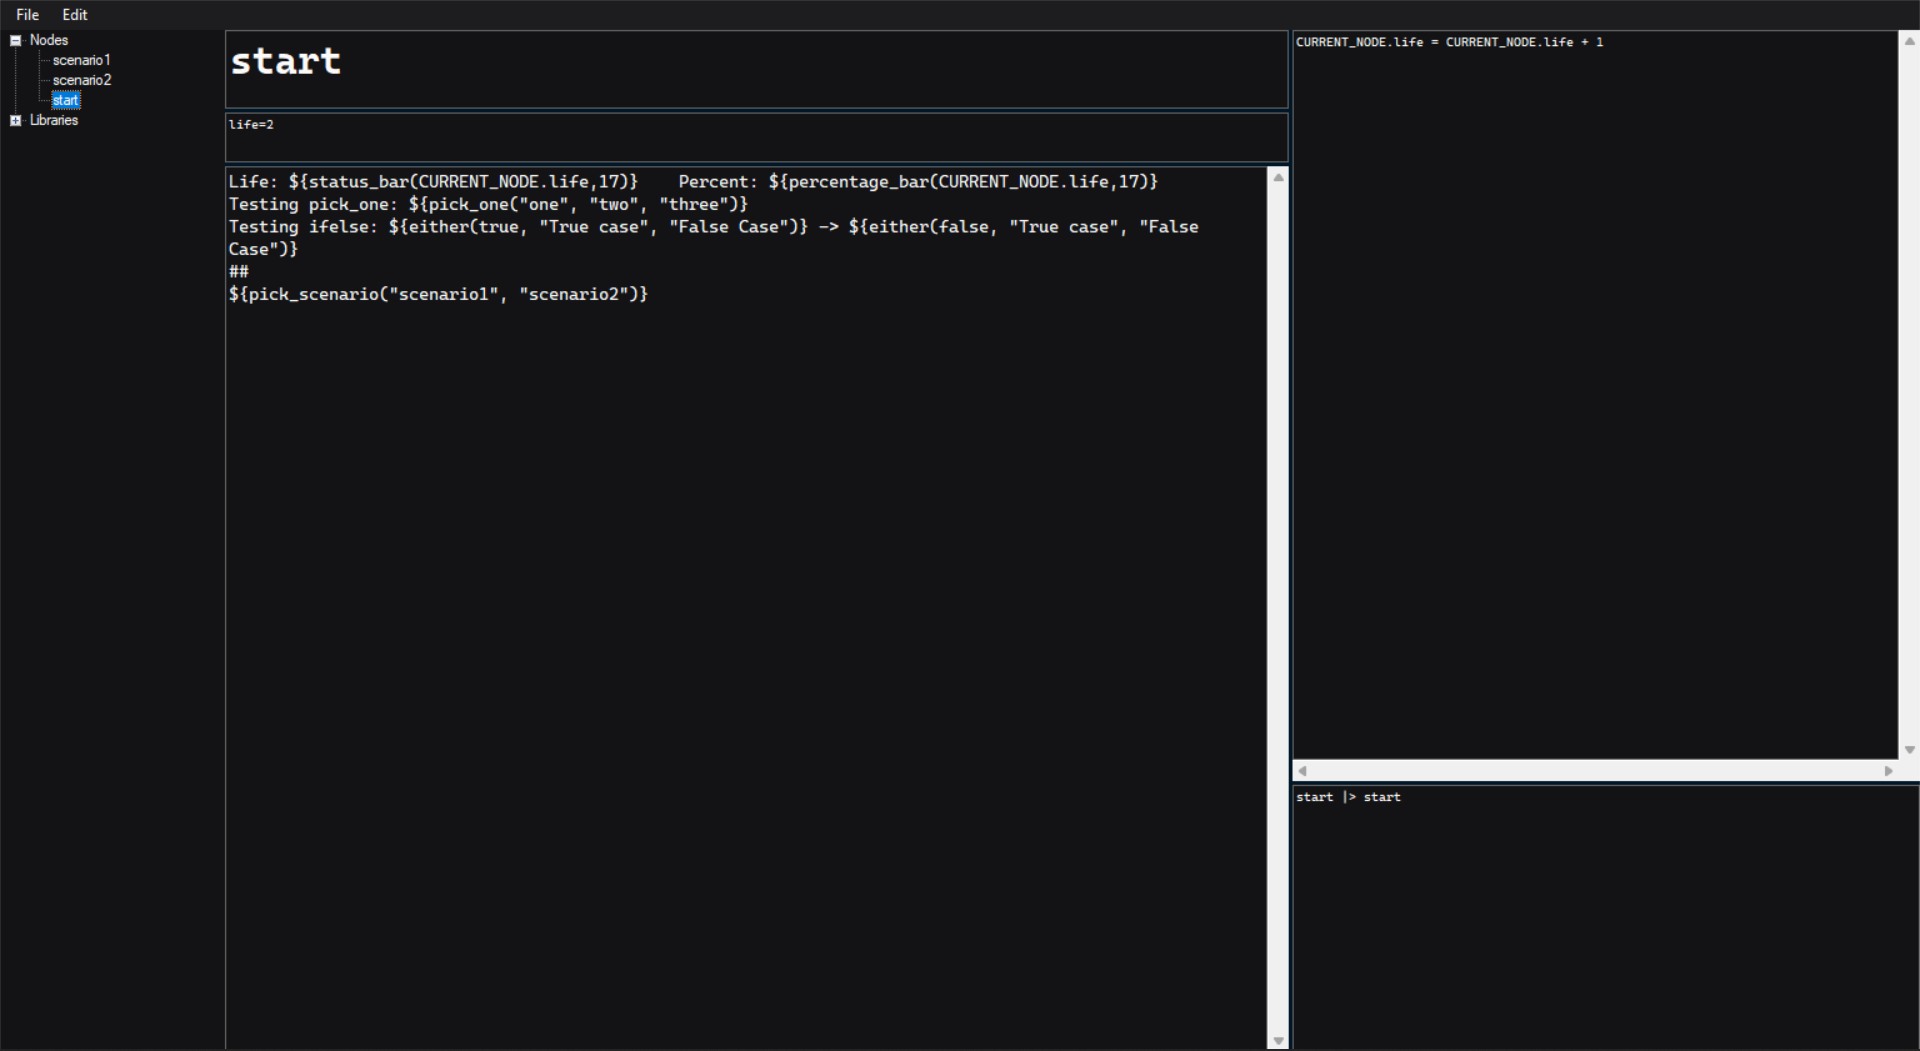 File Edit
Nodes
scenario1
scenario2
start
Libraries
start
life=2
Life: ${status_bar(CURRENT_NODE.life,17)}    Percent: ${percentage_bar(CURRENT_NODE.life,17)}
Testing pick_one: ${pick_one("one", "two", "three")}
Testing ifelse: ${either(true, "True case", "False Case")} -> ${either(false, "True case", "False
Case")}
##
${pick_scenario("scenario1", "scenario2")}
CURRENT_NODE.life = CURRENT_NODE.life + 1
start |> start